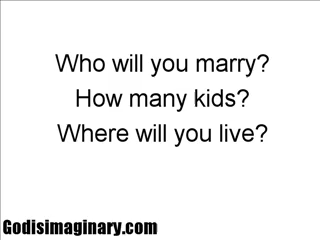 Who will you marry?
How many kids?
Where will you live?
Godisimaginary.com